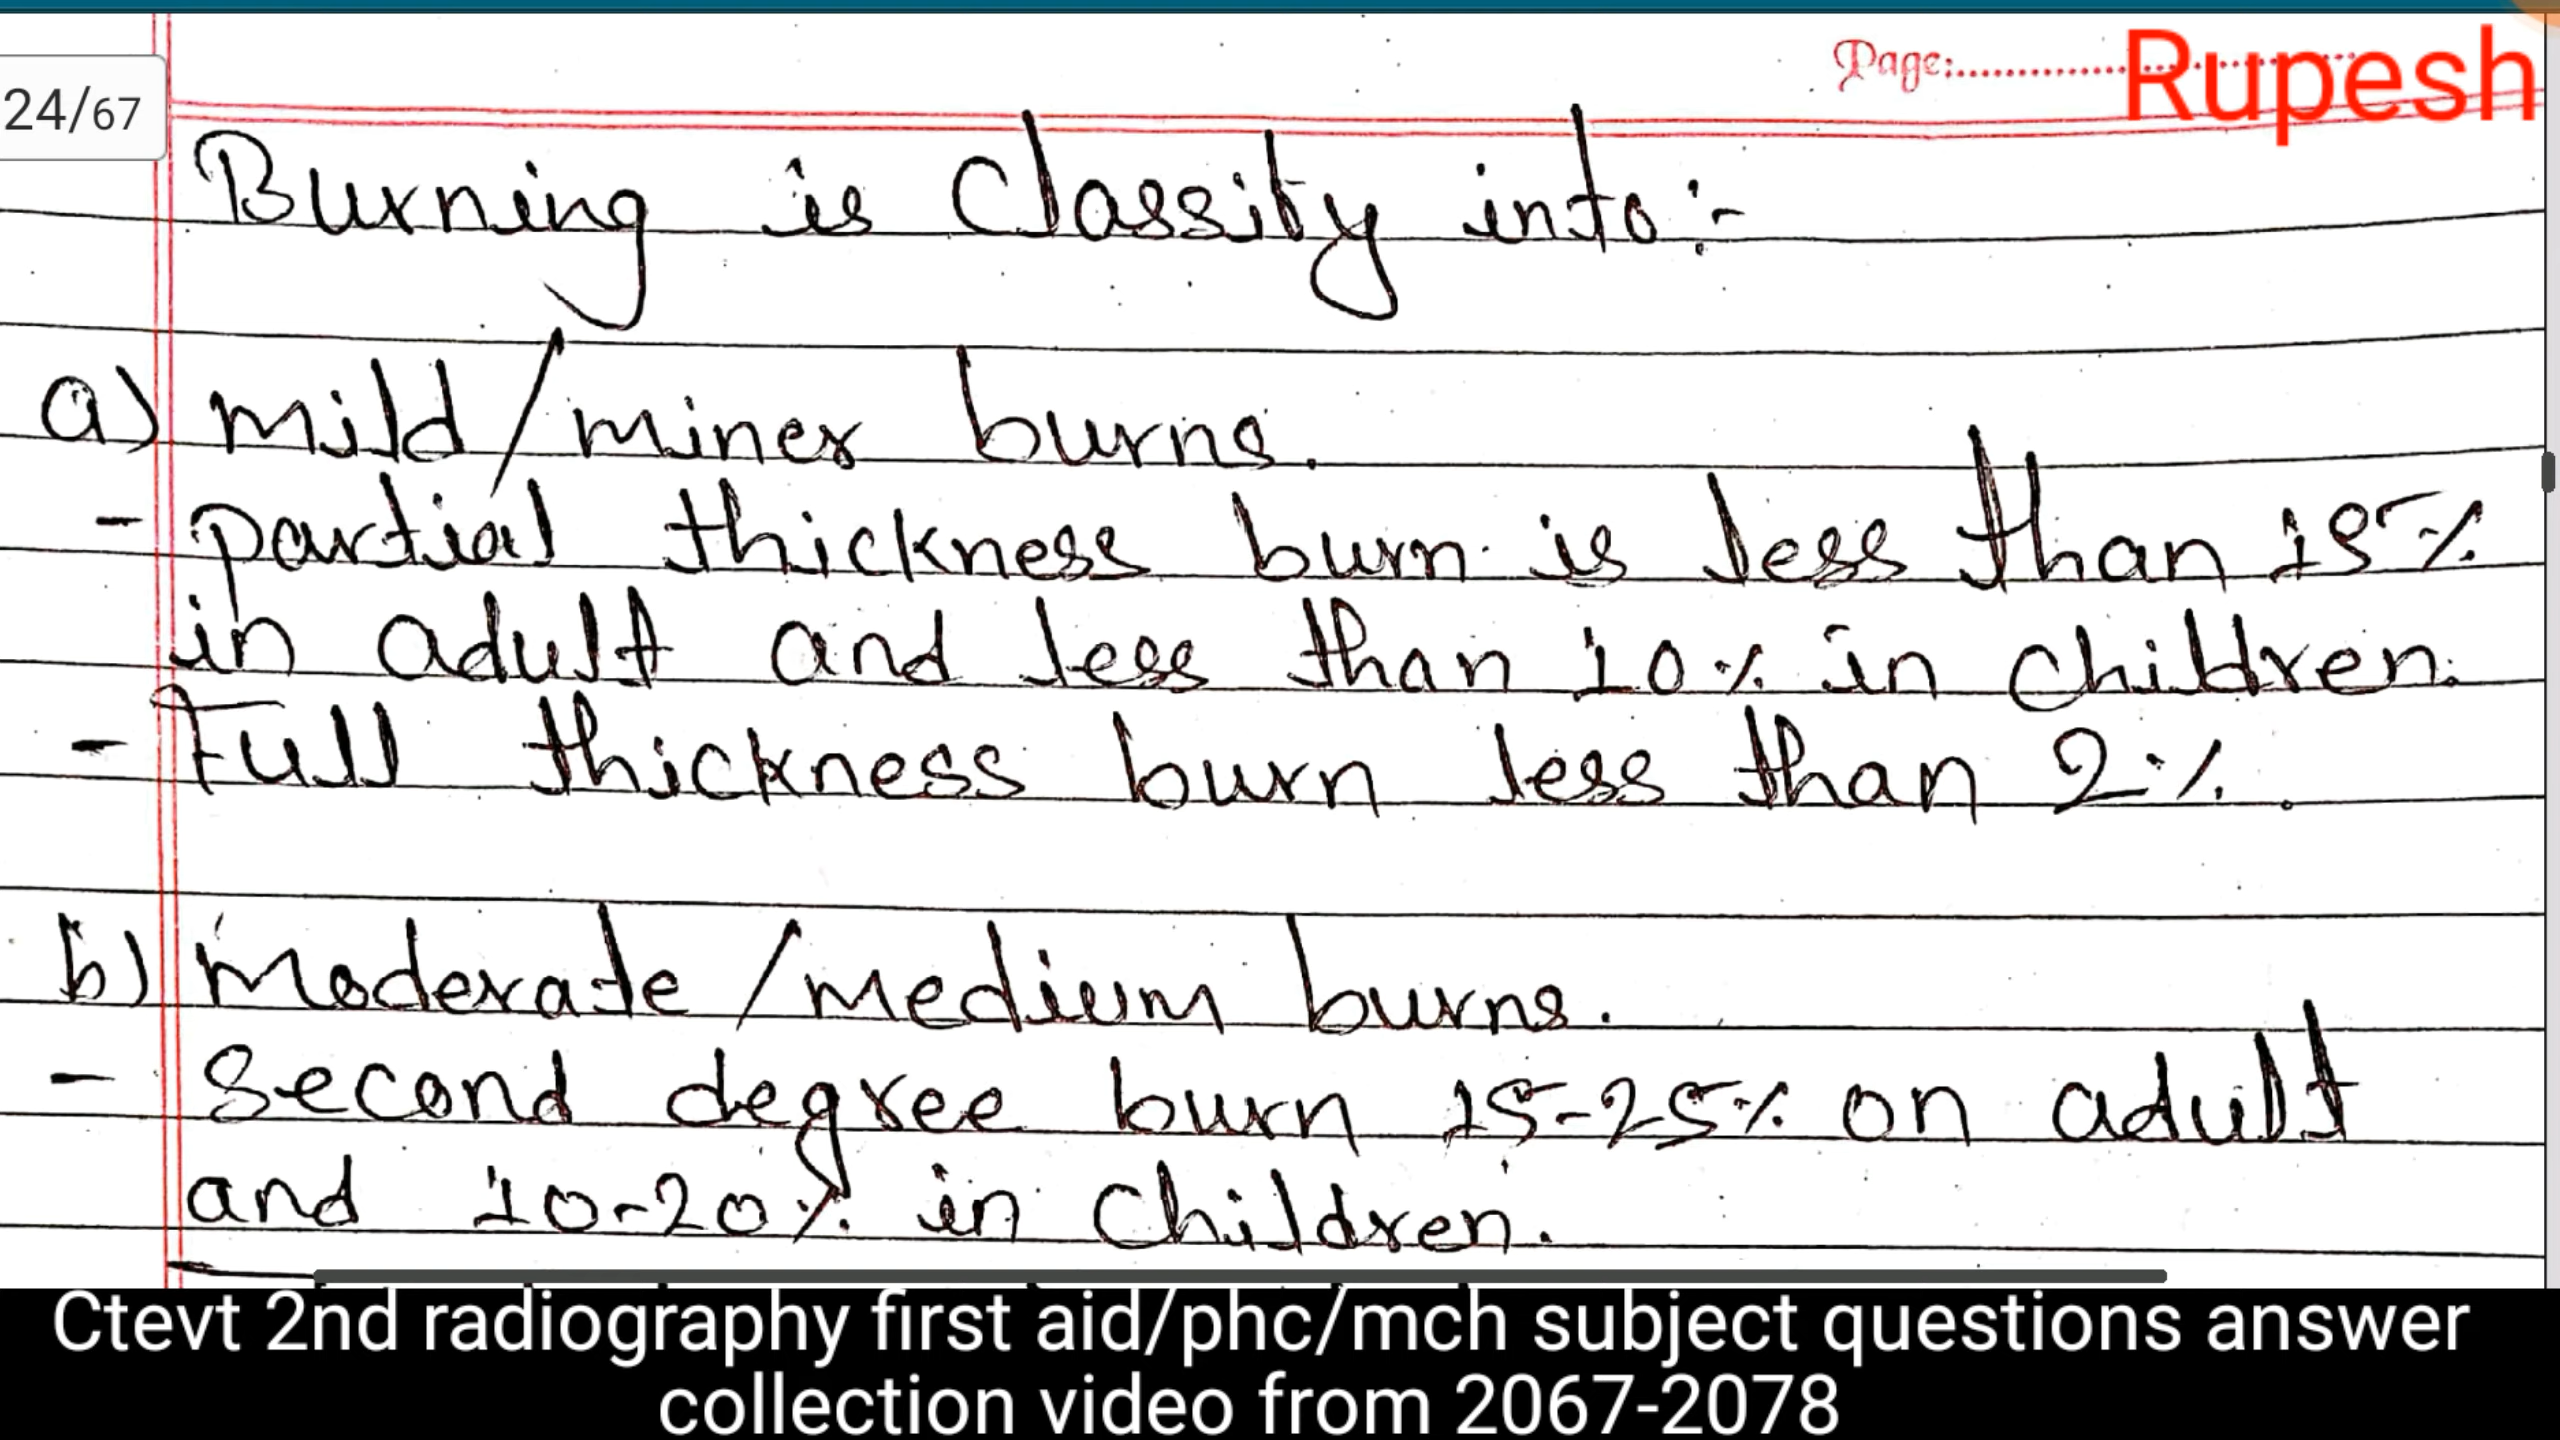 Page:
Rupesh
24/67
Burning is Classity into:-
a) mild/miner burns.
- partial thickness burn is less than 15%
in adult and less than 10% in children.
- Full thickness burn less than 2%.
b) Moderate/medium burns.
- Second degree burn 15-25% on adult
and 10-20% in children.
Ctevt 2nd radiography first aid/phc/mch subject questions answer
collection video from 2067-2078